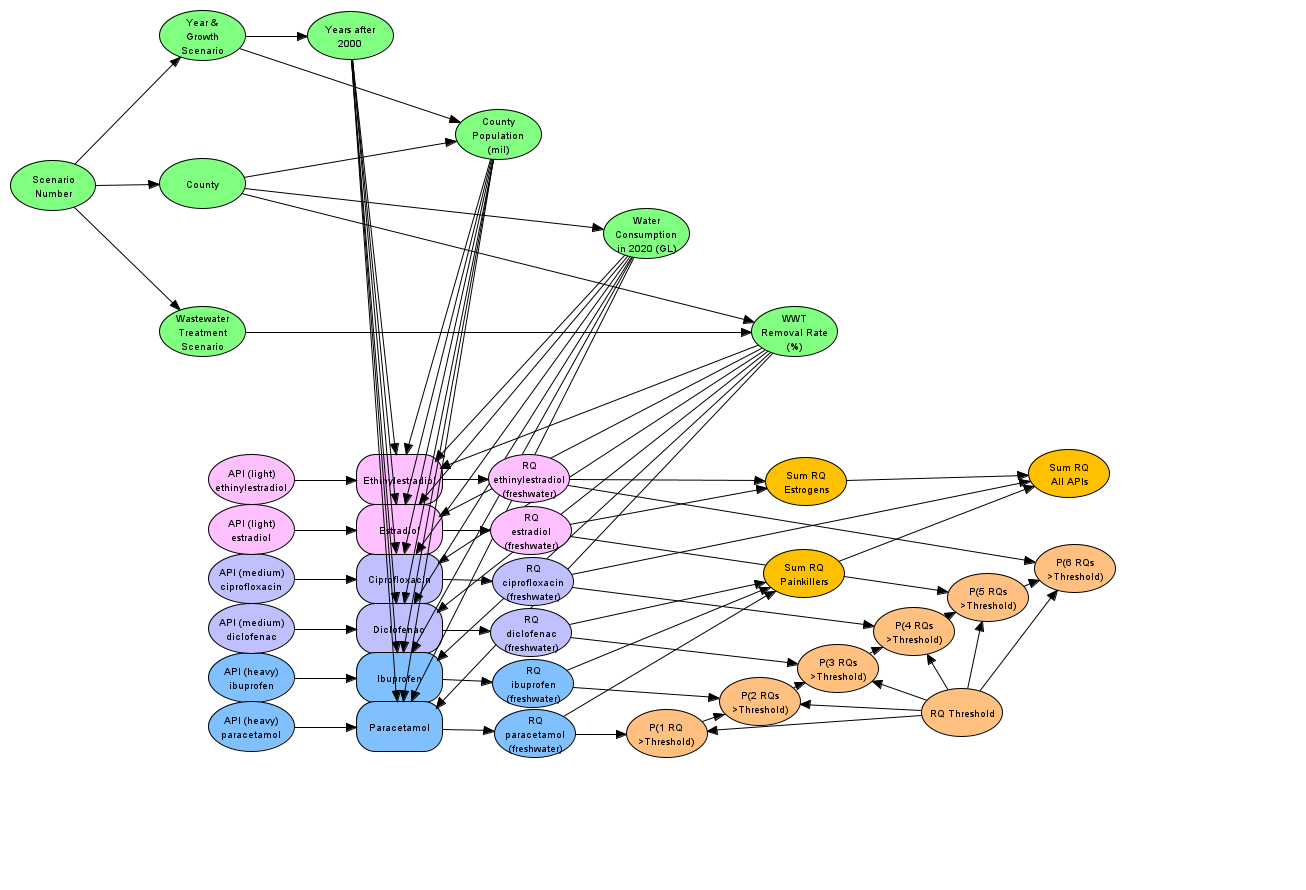 Year &
Growth
Scenario
Years after
2000
County
Population
(mil)
Scenario
Number
County
Water
Consumption
in 2020 (GL)
Wastewater
Treatment
Scenario
WWT
Removal Rate
(%)
API (light)
ethinylestradiol
Ethinylestradiol
RQ
ethinylestradiol
(freshwater)
Sum RQ
Estrogens
Sum RQ
All APIs
API (light)
estradiol
Estradiol
RQ
estradiol
(freshwater)
API (medium)
ciprofloxacin
Ciprofloxacin
RQ
ciprofloxacin
(freshwater)
Sum RQ
Painkillers
P(6 RQs
>Threshold)
P(5 RQs
>Threshold)
API (medium)
diclofenac
Diclofenac
RQ
diclofenac
(freshwater)
P(4 RQs
>Threshold)
API (heavy)
ibuprofen
Ibuprofen
RQ
ibuprofen
(freshwater)
P(3 RQs
>Threshold)
P(2 RQs
>Threshold)
RQ Threshold
API (heavy)
paracetamol
Paracetamol
RQ
paracetamol
(freshwater)
P(1 RQ
>Threshold)